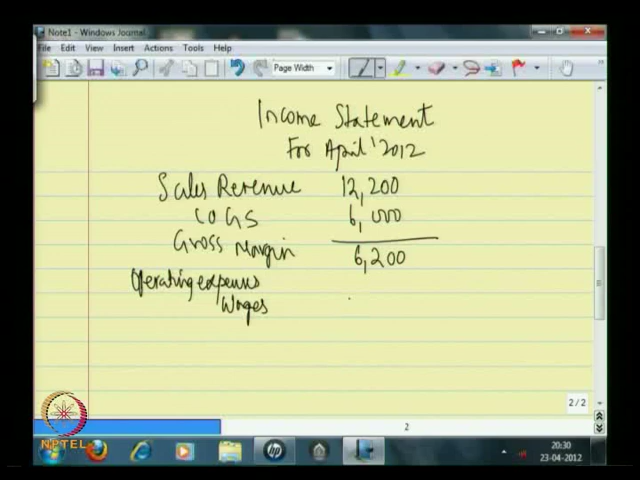 Note1 - Windows Journal
File Edit View Insert Actions Tools Help
Page Width
Income Statement
For April '2012
Sales Revenue 12,200
COGS 6,000
Gross Margin 6,200
Operating expenses
Wages
2/2
2
NPTEL
20:30
23-04-2012